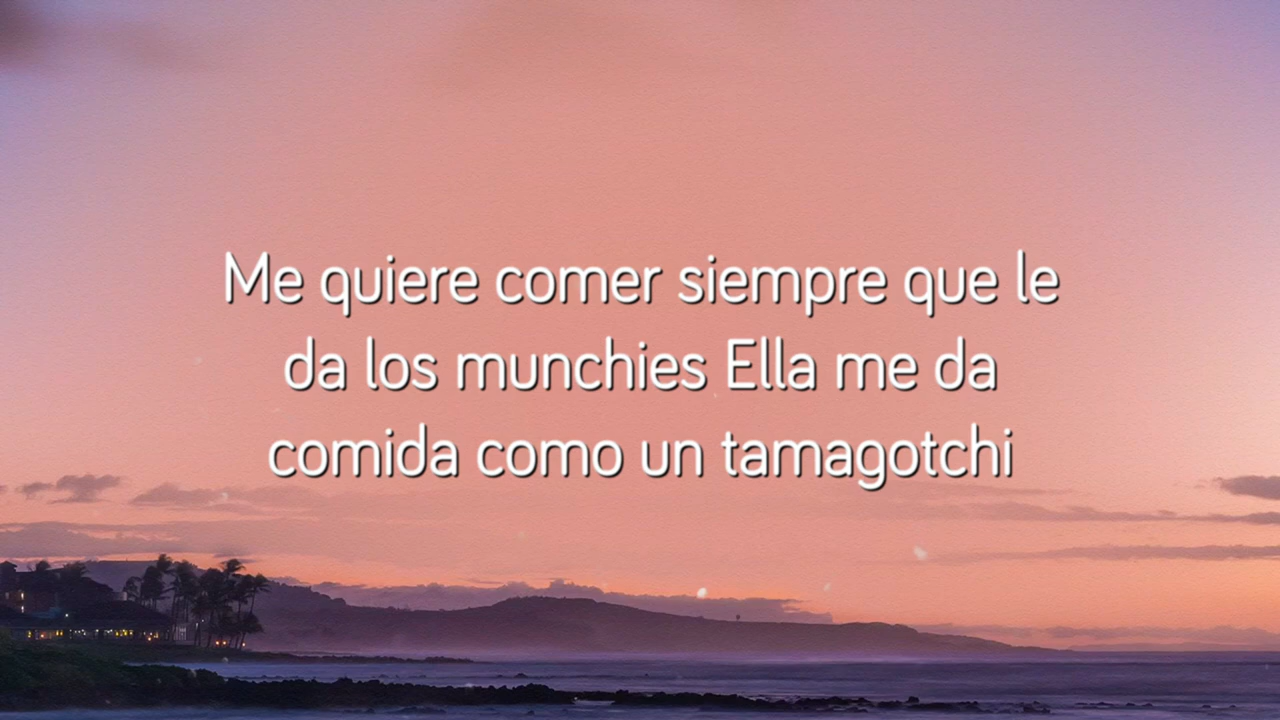 Me quiere comer siempre que le
da los munchies Ella me da
comida como un tamagotchi